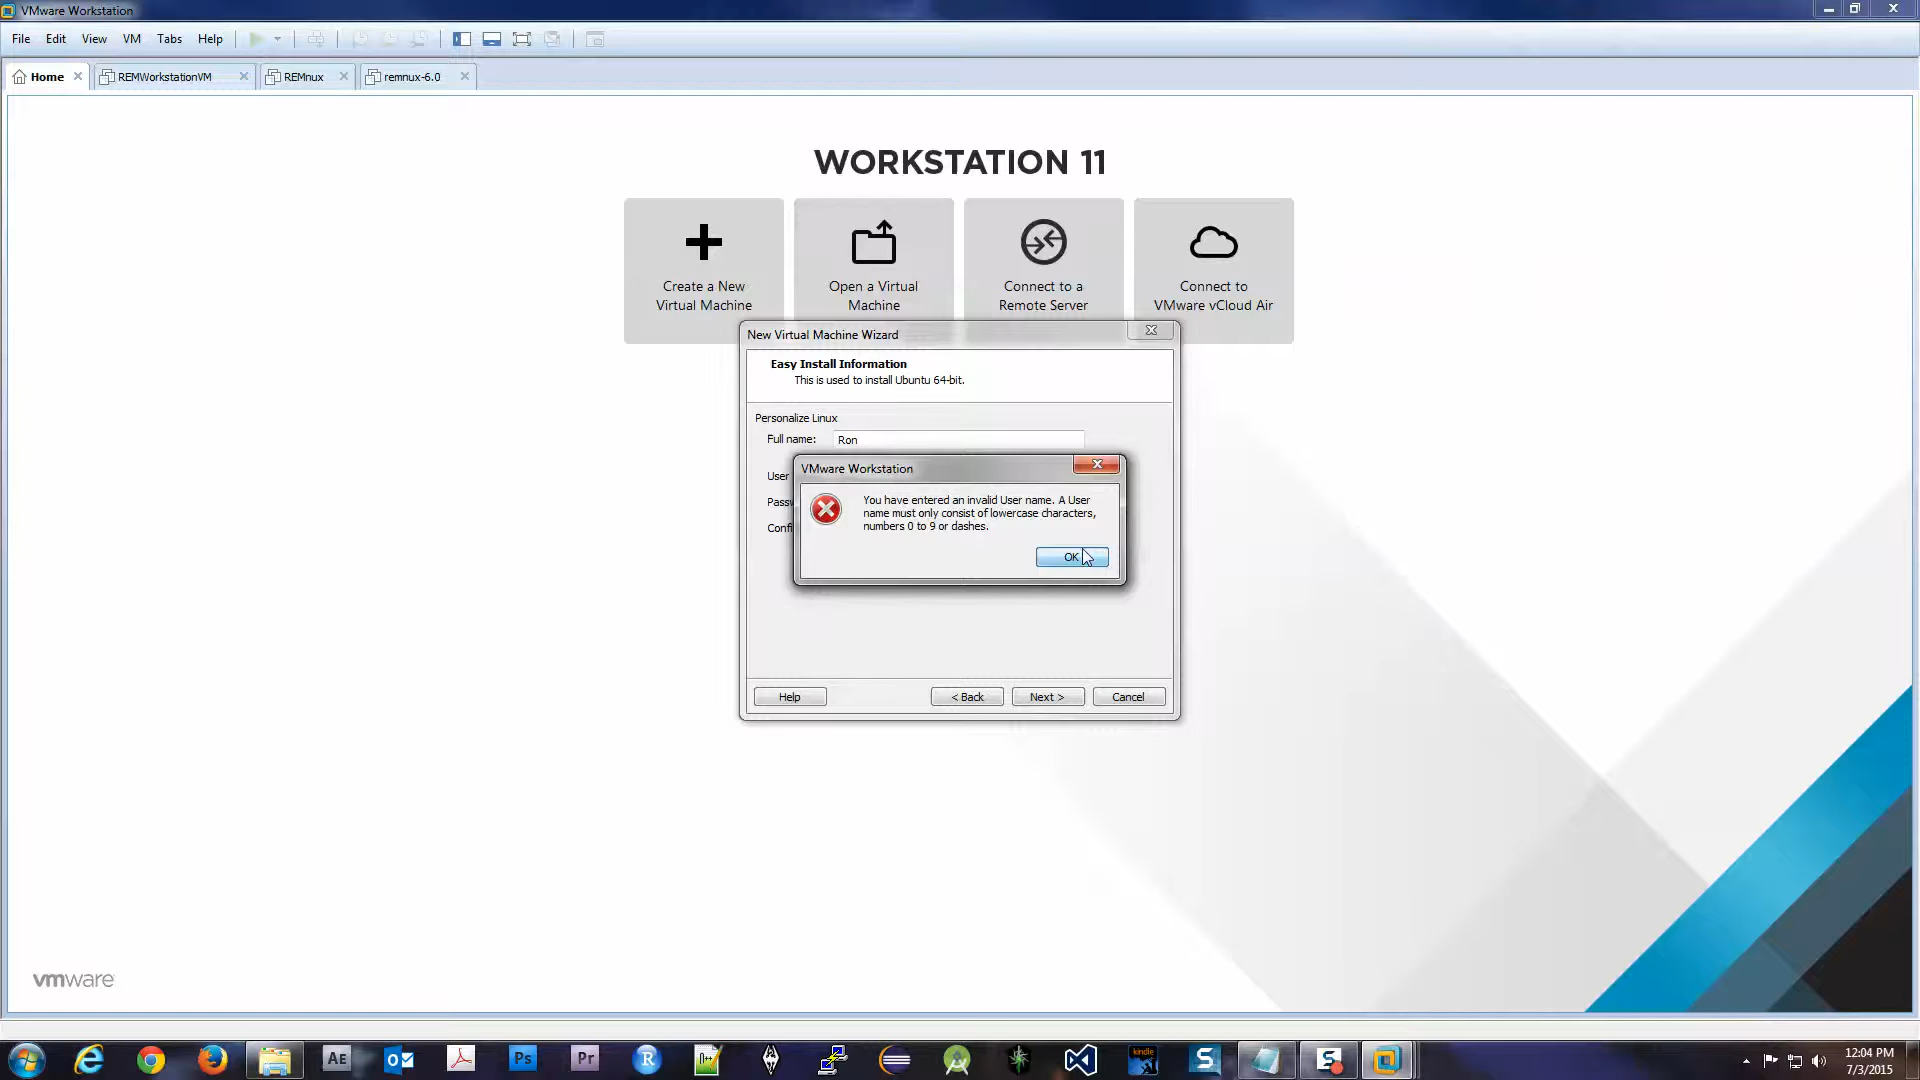 VMware Workstation
File Edit View VM Tabs Help
Home REMWorkstationVM REMnux remnux-6.0
WORKSTATION 11
Create a New
Virtual Machine
Open a Virtual
Machine
Connect to a
Remote Server
Connect to
VMware vCloud Air
New Virtual Machine Wizard
Easy Install Information
This is used to install Ubuntu 64-bit.
Personalize Linux
Full name: Ron
User
Passw
Confi
VMware Workstation
You have entered an invalid User name. A User
name must only consist of lowercase characters,
numbers 0 to 9 or dashes.
OK
Help < Back Next > Cancel
vmware
AE Ps Pr R kindle S S
12:04 PM
7/3/2015